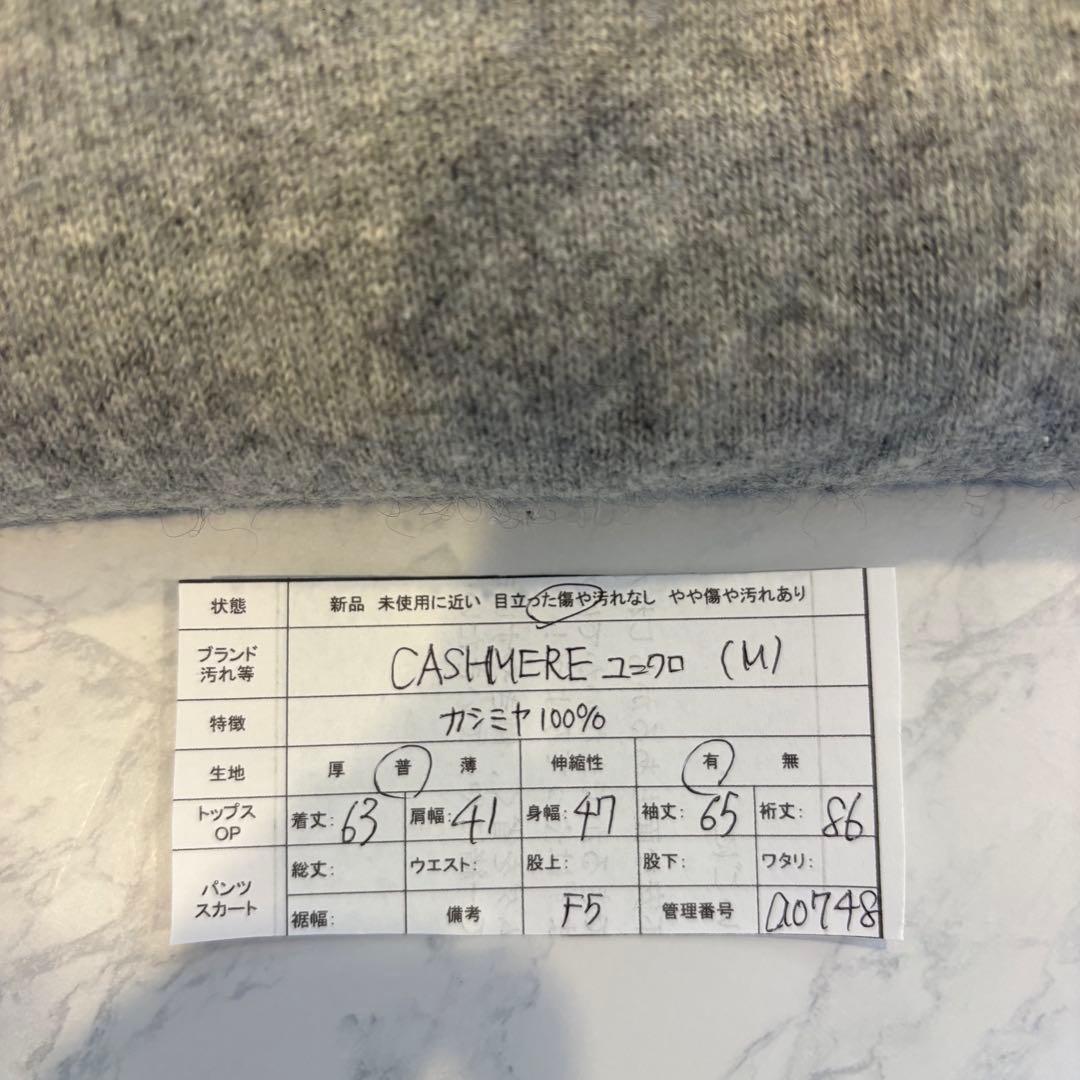 状態 新品 未使用に近い 目立った傷や汚れなし やや傷や汚れあり
ブランド
汚れ等
CASHMERE ユニクロ (M)
特徴 カシミヤ100%
生地 厚 普 薄 伸縮性 有 無
トップス
OP
着丈: 63 肩幅: 41 身幅: 47 袖丈: 65 裄丈: 86
パンツ
スカート
総丈: ウエスト: 股上: 股下: ワタリ:
裾幅: 備考 F5 管理番号 a0748